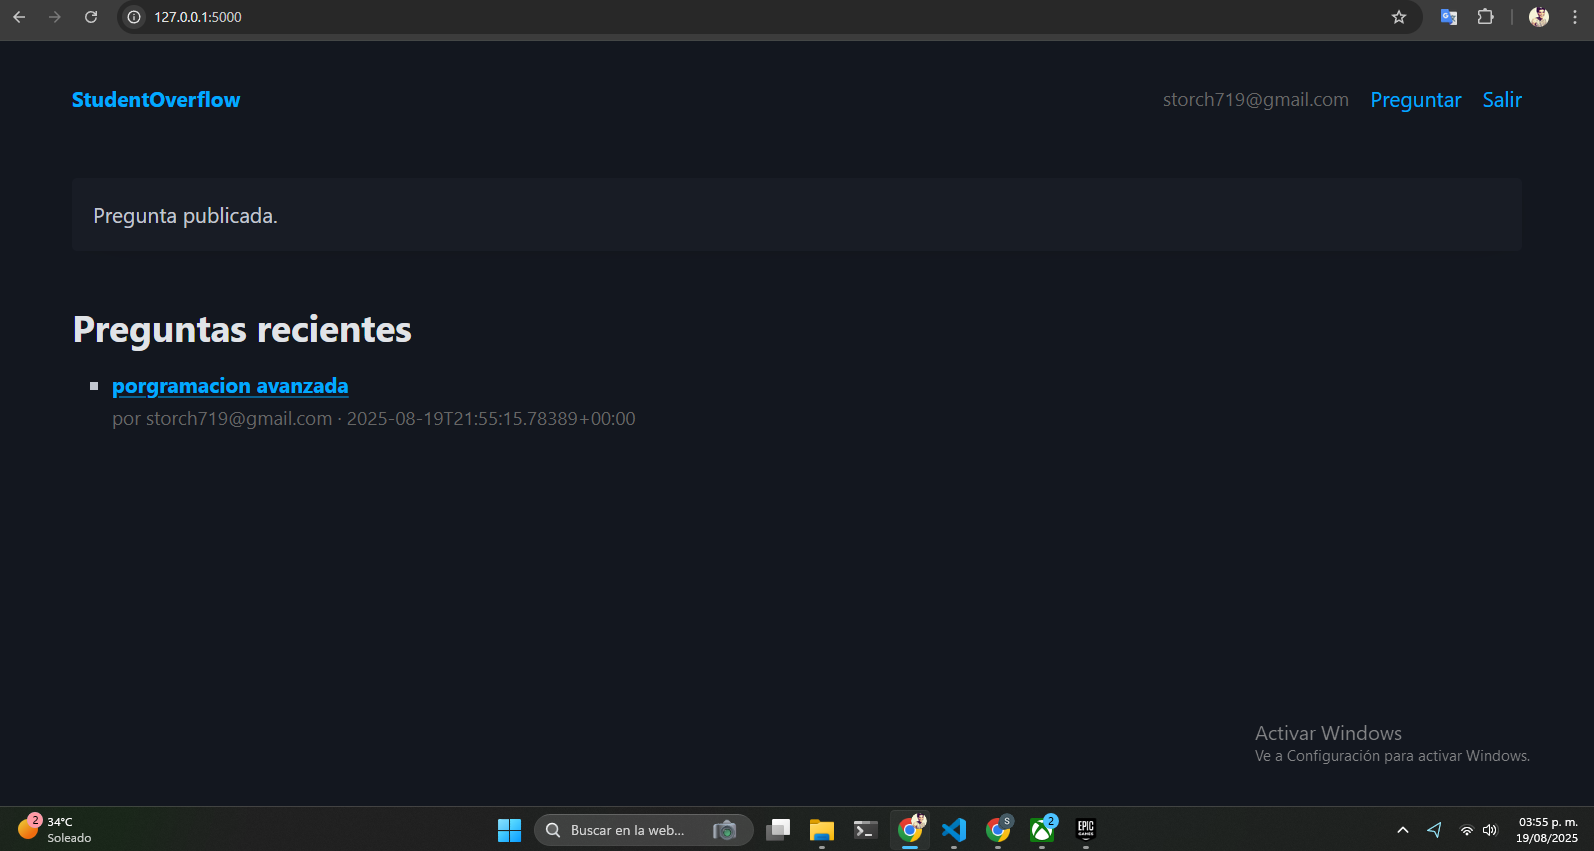 127.0.0.1:5000
StudentOverflow
storch719@gmail.com Preguntar Salir
Pregunta publicada.
Preguntas recientes
porgramacion avanzada
por storch719@gmail.com · 2025-08-19T21:55:15.78389+00:00
Activar Windows
Ve a Configuración para activar Windows.
2
34°C
Soleado
Buscar en la web...
S
2
EPIC
GAMES
03:55 p. m.
19/08/2025